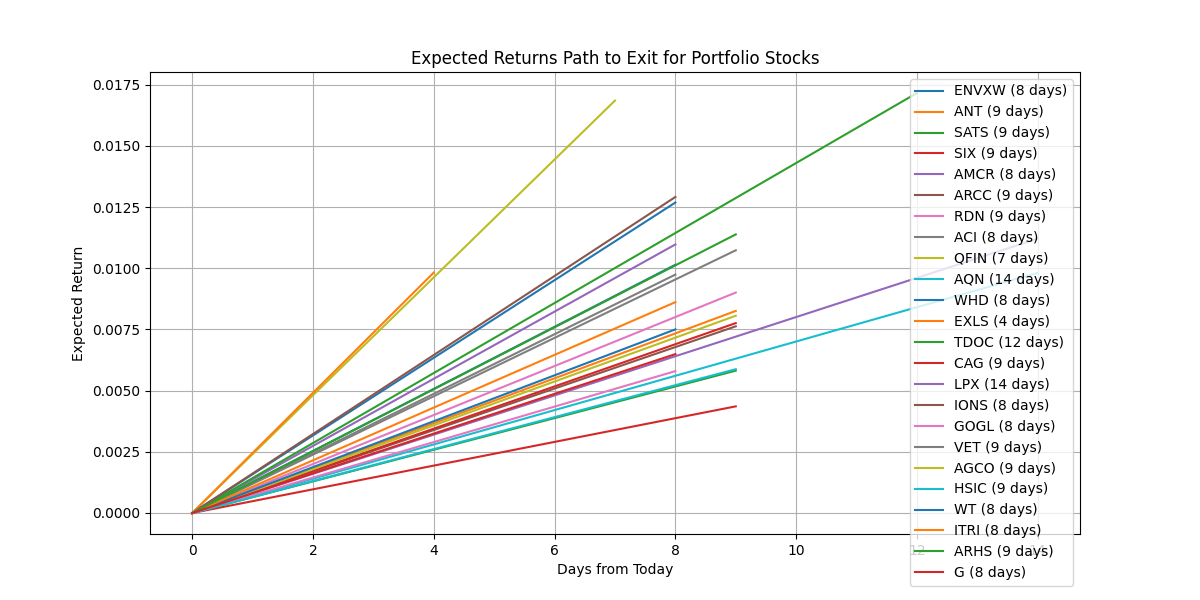 Expected Returns Path to Exit for Portfolio Stocks
Expected Return
0.0175
0.0150
0.0125
0.0100
0.0075
0.0050
0.0025
0.0000
0
2
4
6
8
10
12
14
Days from Today
ENVXW (8 days)
ANT (9 days)
SATS (9 days)
SIX (9 days)
AMCR (8 days)
ARCC (9 days)
RDN (9 days)
ACI (8 days)
QFIN (7 days)
AQN (14 days)
WHD (8 days)
EXLS (4 days)
TDOC (12 days)
CAG (9 days)
LPX (14 days)
IONS (8 days)
GOGL (8 days)
VET (9 days)
AGCO (9 days)
HSIC (9 days)
WT (8 days)
ITRI (8 days)
ARHS (9 days)
G (8 days)